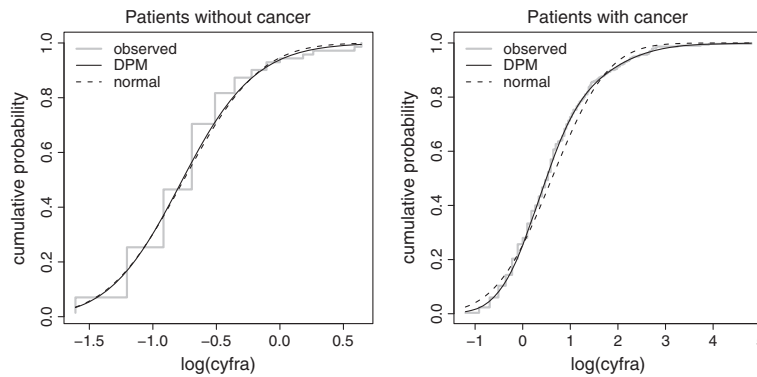 Patients without cancer
observed
DPM
normal
cumulative probability
0.0
0.2
0.4
0.6
0.8
1.0
−1.5
−1.0
−0.5
0.0
0.5
log(cyfra)
Patients with cancer
observed
DPM
normal
cumulative probability
0.0
0.2
0.4
0.6
0.8
1.0
−1
0
1
2
3
4
log(cyfra)